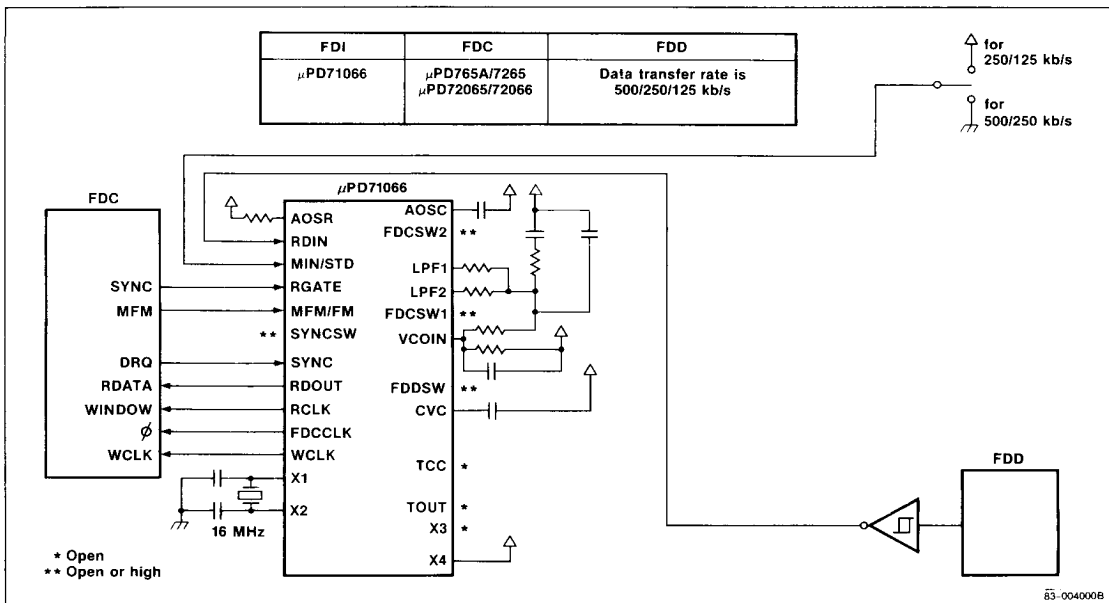 FDI FDC FDD
μPD71066 μPD765A/7265 Data transfer rate is
μPD72065/72066 500/250/125 kb/s
for
250/125 kb/s
for
500/250 kb/s
FDC
SYNC
MFM
DRQ
RDATA
WINDOW
Ø
WCLK
μPD71066
AOSR
RDIN
MIN/STD
RGATE
MFM/FM
** SYNCSW
SYNC
RDOUT
RCLK
FDCCLK
WCLK
X1
X2
16 MHz
AOSC
FDCSW2 **
LPF1
LPF2
FDCSW1 **
VCOIN
FDDSW **
CVC
TCC *
TOUT *
X3 *
X4
FDD
* Open
** Open or high
83-004000B